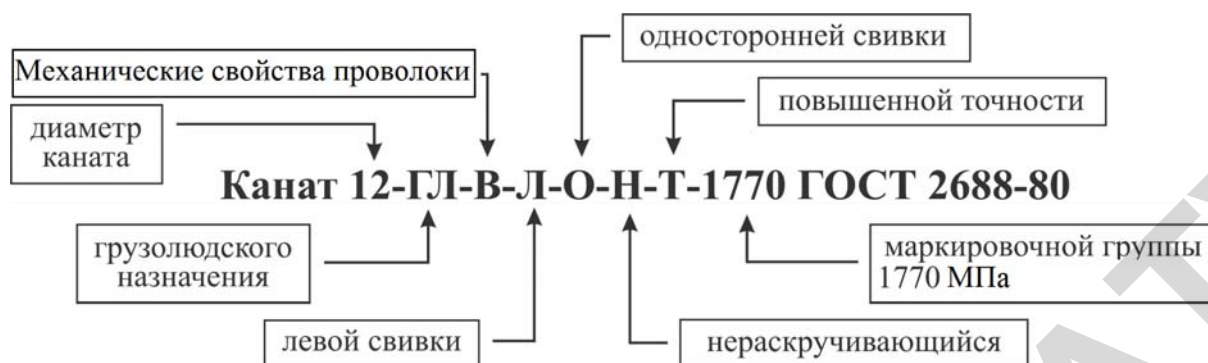 односторонней свивки
Механические свойства проволоки
повышенной точности
диаметр
каната
Канат 12-ГЛ-В-Л-О-Н-Т-1770 ГОСТ 2688-80
грузолюдского
назначения
маркировочной группы
1770 МПа
левой свивки
нераскручивающийся